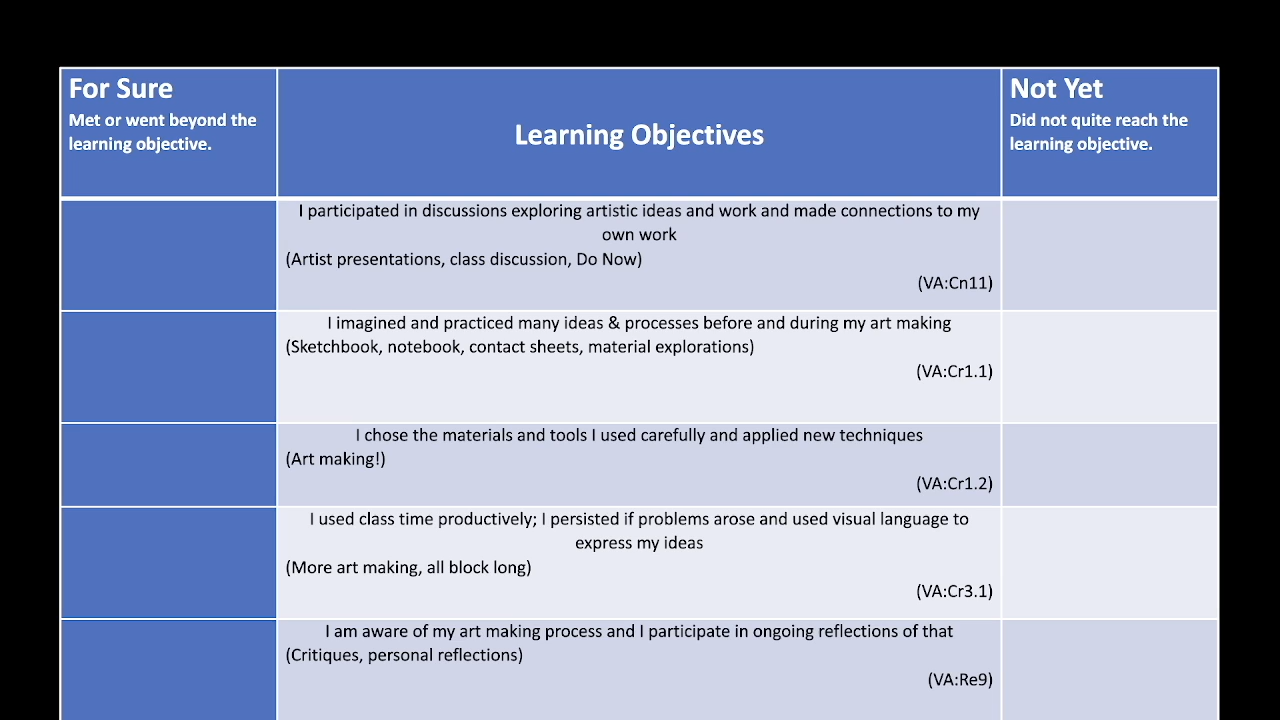 For Sure
Met or went beyond the
learning objective.
Learning Objectives
Not Yet
Did not quite reach the
learning objective.
I participated in discussions exploring artistic ideas and work and made connections to my
own work
(Artist presentations, class discussion, Do Now)
(VA:Cn11)
I imagined and practiced many ideas & processes before and during my art making
(Sketchbook, notebook, contact sheets, material explorations)
(VA:Cr1.1)
I chose the materials and tools I used carefully and applied new techniques
(Art making!)
(VA:Cr1.2)
I used class time productively; I persisted if problems arose and used visual language to
express my ideas
(More art making, all block long)
(VA:Cr3.1)
I am aware of my art making process and I participate in ongoing reflections of that
(Critiques, personal reflections)
(VA:Re9)